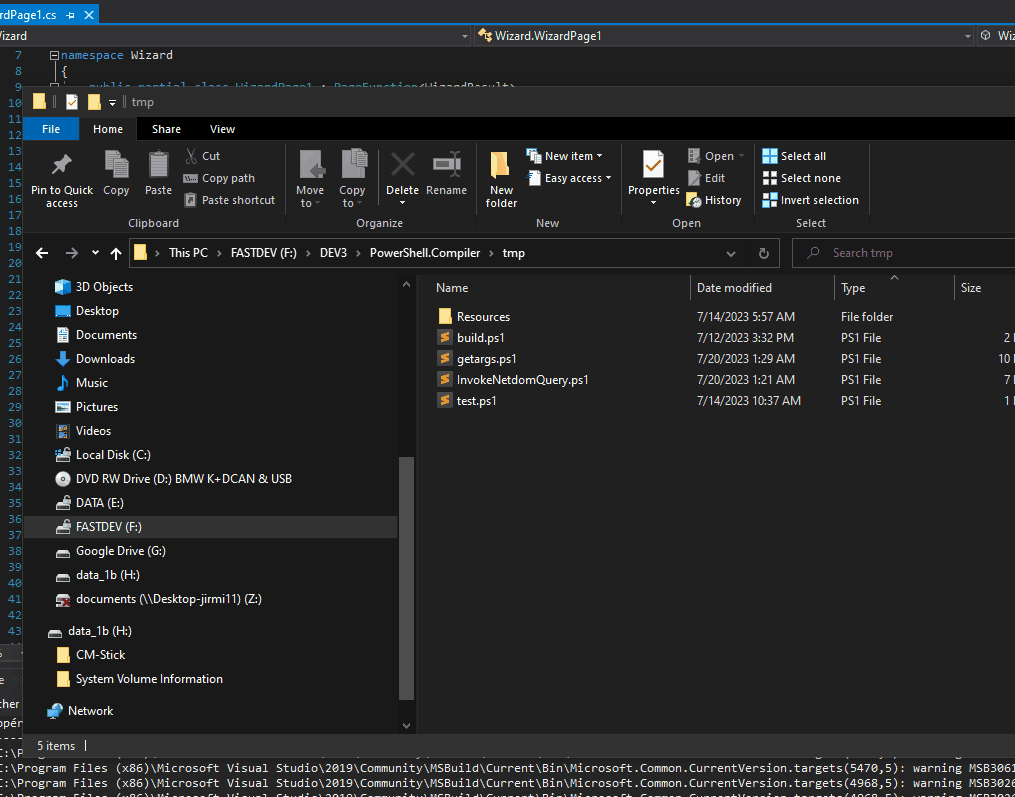 rdPage1.cs
Wizard.WizardPage1
7 namespace Wizard
8 {
9 public partial class WizardPage1 : PageFunction<WizardResult>
10 tmp
11 File Home Share View
12
13
14
15
16
17
18
19
20
21
22
23
24
25
26
27
28
29
30
31
32
33
34
35
36
37
38
39
40
41
42
43
Pin to Quick access
Copy
Paste
Cut
Copy path
Paste shortcut
Clipboard
Move to
Copy to
Delete
Rename
Organize
New folder
New item
Easy access
New
Properties
Open
Edit
History
Open
Select all
Select none
Invert selection
Select
This PC > FASTDEV (F:) > DEV3 > PowerShell.Compiler > tmp
Search tmp
3D Objects
Desktop
Documents
Downloads
Music
Pictures
Videos
Local Disk (C:)
DVD RW Drive (D:) BMW K+DCAN & USB
DATA (E:)
FASTDEV (F:)
Google Drive (G:)
data_1b (H:)
documents (\\Desktop-jirmi11) (Z:)
data_1b (H:)
CM-Stick
System Volume Information
Network
Name Date modified Type Size
Resources 7/14/2023 5:57 AM File folder
build.ps1 7/12/2023 3:32 PM PS1 File 2
getargs.ps1 7/20/2023 1:29 AM PS1 File 10
InvokeNetdomQuery.ps1 7/20/2023 1:21 AM PS1 File 7
test.ps1 7/14/2023 10:37 AM PS1 File 1
5 items
C:\Program Files (x86)\Microsoft Visual Studio\2019\Community\MSBuild\Current\Bin\Microsoft.Common.CurrentVersion.targets(5470,5): warning MSB3061
C:\Program Files (x86)\Microsoft Visual Studio\2019\Community\MSBuild\Current\Bin\Microsoft.Common.CurrentVersion.targets(4968,5): warning MSB3026